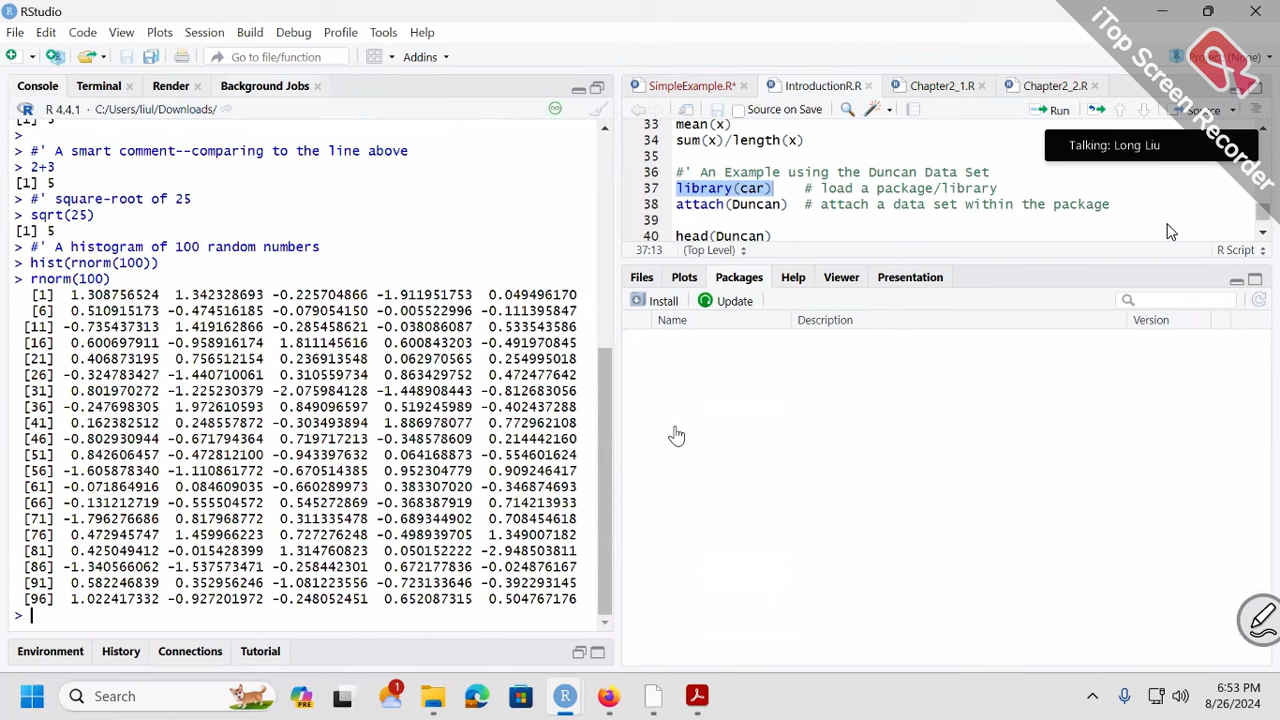 RStudio
File Edit Code View Plots Session Build Debug Profile Tools Help
Go to file/function Addins
iTop Screen Recorder
Console Terminal Render Background Jobs
R 4.4.1 · C:/Users/liul/Downloads/
>
> #' A smart comment--comparing to the line above
> 2+3
[1] 5
> #' square-root of 25
> sqrt(25)
[1] 5
> #' A histogram of 100 random numbers
> hist(rnorm(100))
> rnorm(100)
[1] 1.308756524 1.342328693 -0.225704866 -1.911951753 0.049496170
[6] 0.510915173 -0.474516185 -0.079054150 -0.005522996 -0.111395847
[11] -0.735437313 1.419162866 -0.285458621 -0.038086087 0.533543586
[16] 0.600697911 -0.958916174 1.811145616 0.600843203 -0.491970845
[21] 0.406873195 0.756512154 0.236913548 0.062970565 0.254995018
[26] -0.324783427 -1.440710061 0.310559734 0.863429752 0.472477642
[31] 0.801970272 -1.225230379 -2.075984128 -1.448908443 -0.812683056
[36] -0.247698305 1.972610593 0.849096597 0.519245989 -0.402437288
[41] 0.162382512 0.248557872 -0.303493894 1.886978077 0.772962108
[46] -0.802930944 -0.671794364 0.719717213 -0.348578609 0.214442160
[51] 0.842606457 -0.472812100 -0.943397632 0.064168873 -0.554601624
[56] -1.605878340 -1.110861772 -0.670514385 0.952304779 0.909246417
[61] -0.071864916 0.084609035 -0.660289973 0.383307020 -0.346874693
[66] -0.131212719 -0.555504572 0.545272869 -0.368387919 0.714213933
[71] -1.796276686 0.817968772 0.311335478 -0.689344902 0.708454618
[76] 0.472945747 1.459966223 0.727276248 -0.498939705 1.349007182
[81] 0.425049412 -0.015428399 1.314760823 0.050152222 -2.948503811
[86] -1.340566062 -1.537573471 -0.258442301 0.672177836 -0.024876167
[91] 0.582246839 0.352956246 -1.081223556 -0.723133646 -0.392293145
[96] 1.022417332 -0.927201972 -0.248052451 0.652087315 0.504767176
>
Environment History Connections Tutorial
SimpleExample.R* IntroductionR.R Chapter2_1.R Chapter2_2.R
Source on Save Run Source
Talking: Long Liu
33 mean(x)
34 sum(x)/length(x)
35
36 #' An Example using the Duncan Data Set
37 library(car) # load a package/library
38 attach(Duncan) # attach a data set within the package
39
40 head(Duncan)
37:13 (Top Level) R Script
Files Plots Packages Help Viewer Presentation
Install Update
Name Description Version
Search
PRE
1
6:53 PM
8/26/2024